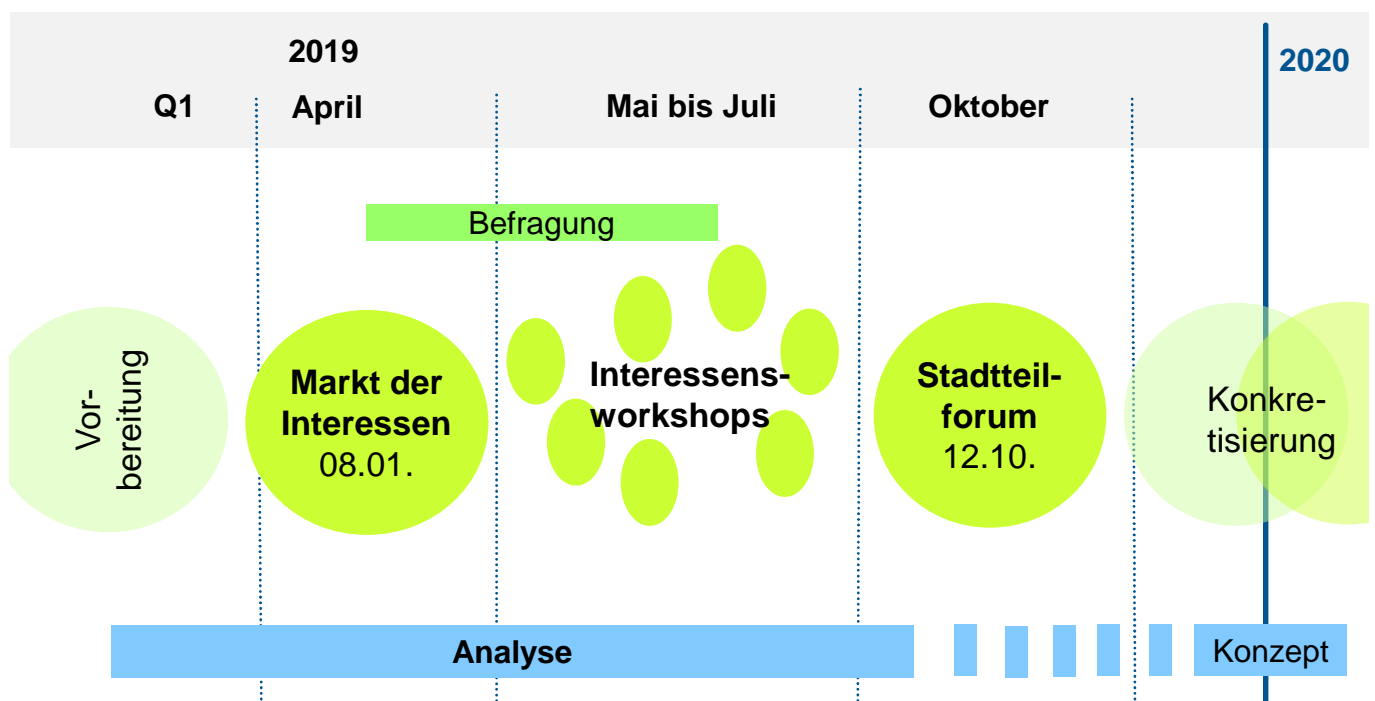 2019
2020
Q1
April
Mai bis Juli
Oktober
Befragung
Vor-
bereitung
Markt der
Interessen
08.01.
Interessens-
workshops
Stadtteil-
forum
12.10.
Konkre-
tisierung
Analyse
Konzept